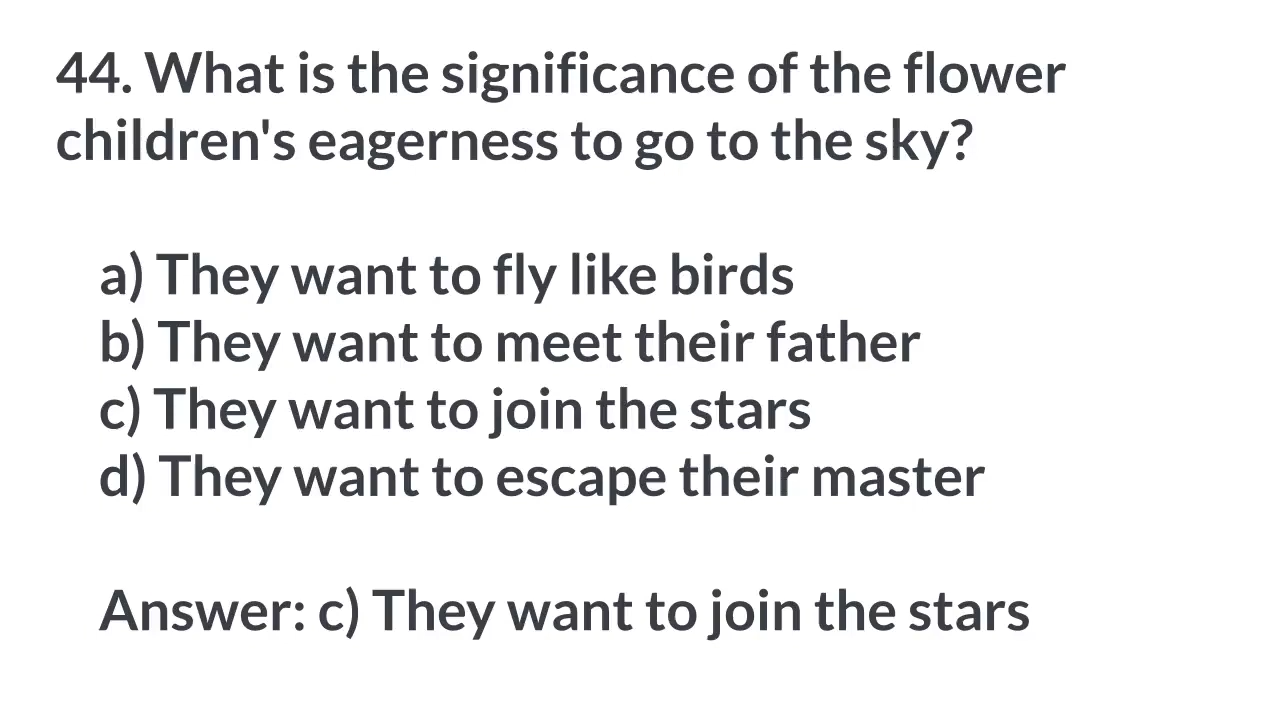 44. What is the significance of the flower
children's eagerness to go to the sky?
a) They want to fly like birds
b) They want to meet their father
c) They want to join the stars
d) They want to escape their master
Answer: c) They want to join the stars